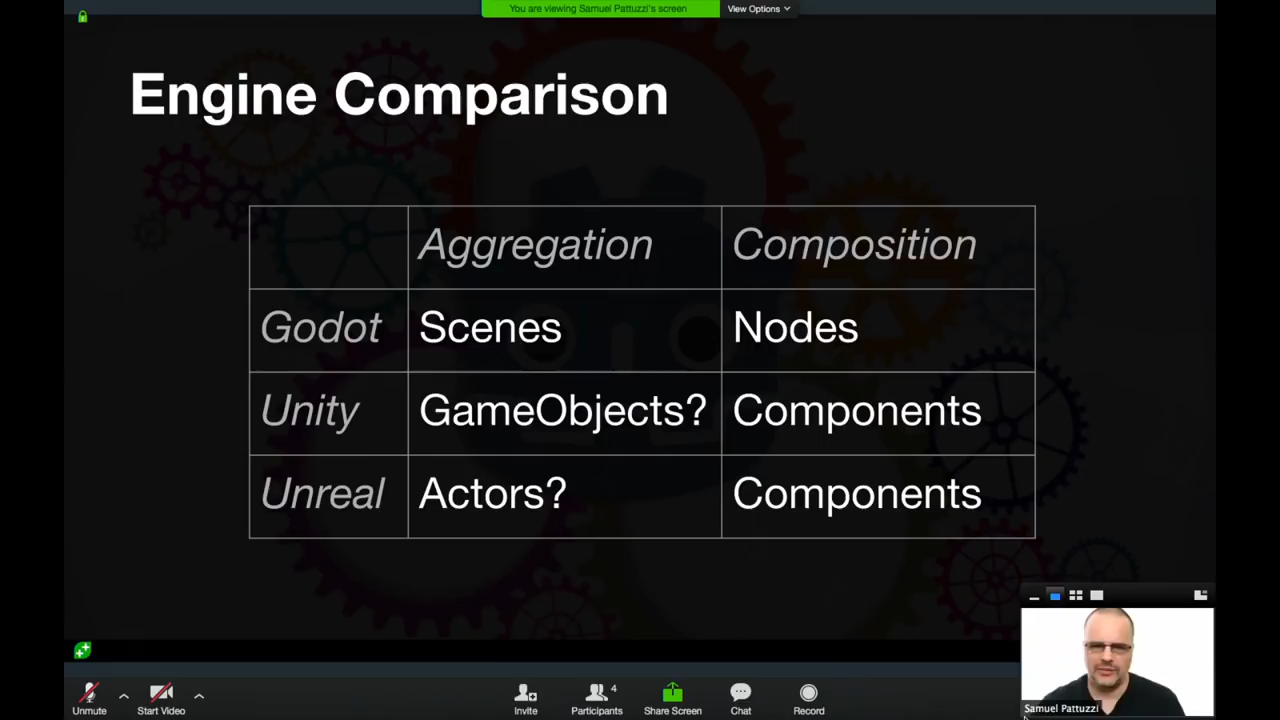 You are viewing Samuel Pattuzzi's screen
View Options
Engine Comparison
Aggregation Composition
Godot Scenes Nodes
Unity GameObjects? Components
Unreal Actors? Components
Samuel Pattuzzi
4
Unmute Start Video Invite Participants Share Screen Chat Record